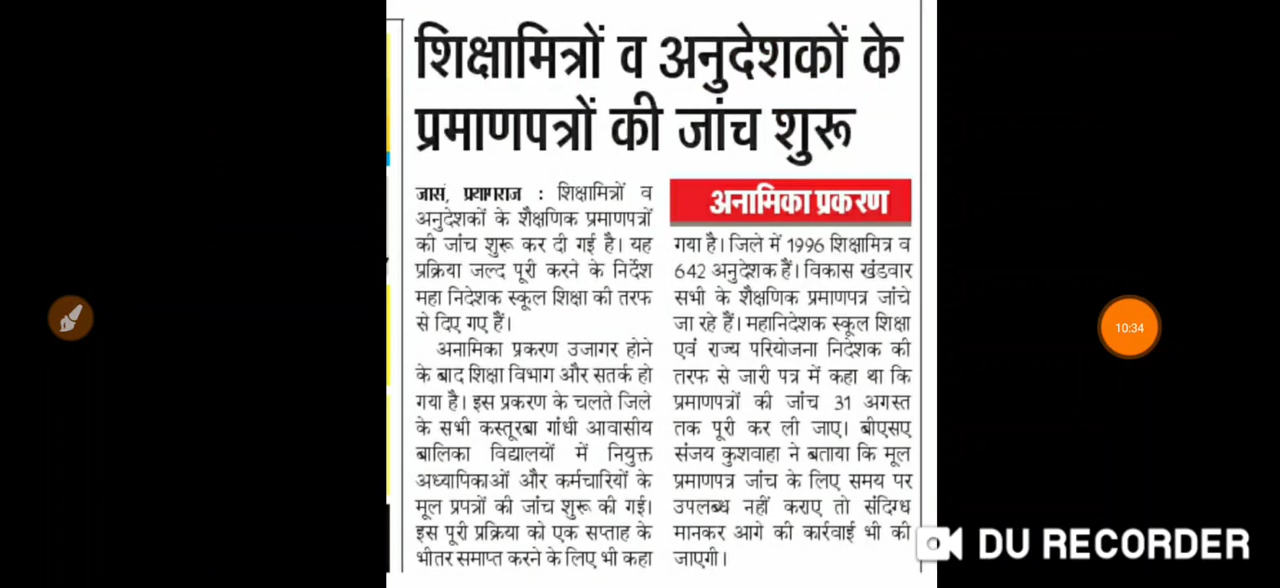 शिक्षामित्रों व अनुदेशकों के
प्रमाणपत्रों की जांच शुरू
जासं, प्रयागराज : शिक्षामित्रों व
अनुदेशकों के शैक्षणिक प्रमाणपत्रों
की जांच शुरू कर दी गई है। यह
प्रक्रिया जल्द पूरी करने के निर्देश
महा निदेशक स्कूल शिक्षा की तरफ
से दिए गए हैं।
अनामिका प्रकरण उजागर होने
के बाद शिक्षा विभाग और सतर्क हो
गया है। इस प्रकरण के चलते जिले
के सभी कस्तूरबा गांधी आवासीय
बालिका विद्यालयों में नियुक्त
अध्यापिकाओं और कर्मचारियों के
मूल प्रपत्रों की जांच शुरू की गई।
इस पूरी प्रक्रिया को एक सप्ताह के
भीतर समाप्त करने के लिए भी कहा
अनामिका प्रकरण
गया है। जिले में 1996 शिक्षामित्र व
642 अनुदेशक हैं। विकास खंडवार
सभी के शैक्षणिक प्रमाणपत्र जांचे
जा रहे हैं। महानिदेशक स्कूल शिक्षा
एवं राज्य परियोजना निदेशक की
तरफ से जारी पत्र में कहा था कि
प्रमाणपत्रों की जांच 31 अगस्त
तक पूरी कर ली जाए। बीएसए
संजय कुशवाहा ने बताया कि मूल
प्रमाणपत्र जांच के लिए समय पर
उपलब्ध नहीं कराए तो संदिग्ध
मानकर आगे की कार्रवाई भी की
जाएगी।
10:34
DU RECORDER